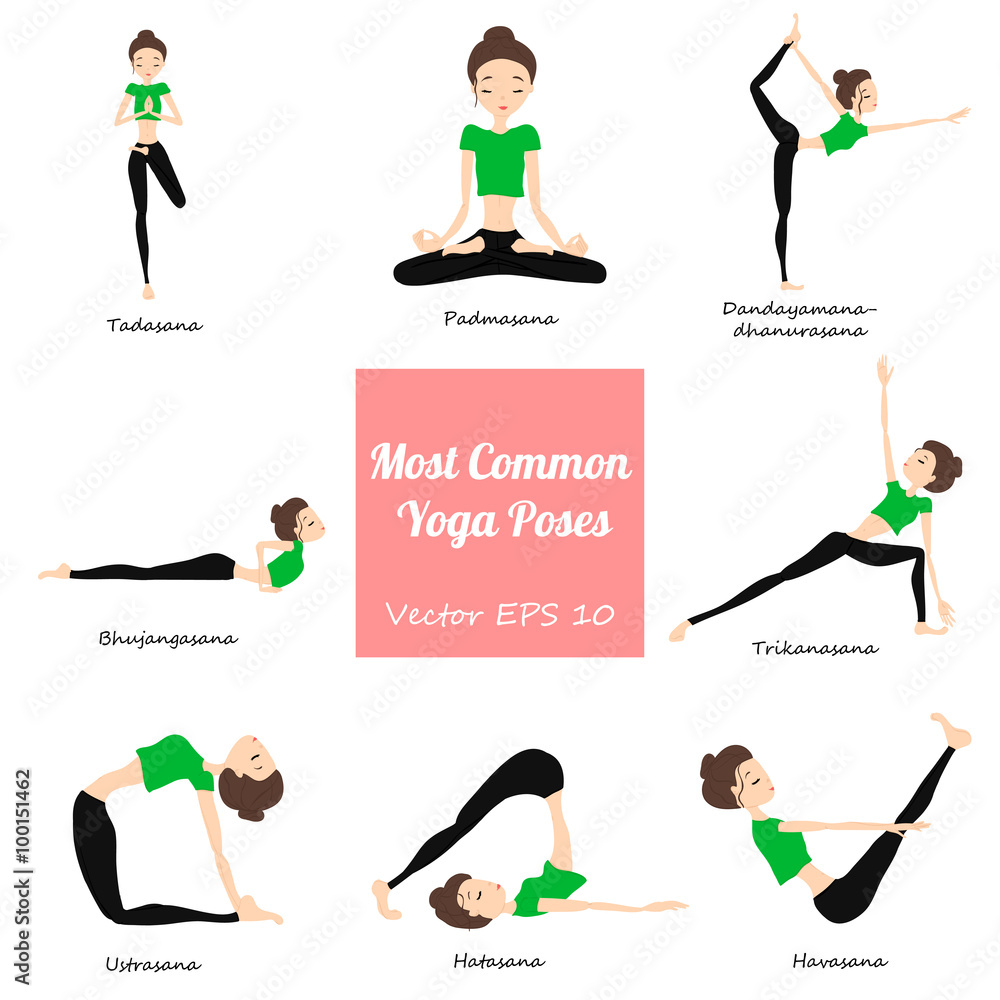 Tadasana
Padmasana
Dandayamana-
dhanurasana
Most Common
Yoga Poses
Vector EPS 10
Bhujangasana
Trikanasana
Ustrasana
Hatasana
Havasana
Adobe Stock | #100151462